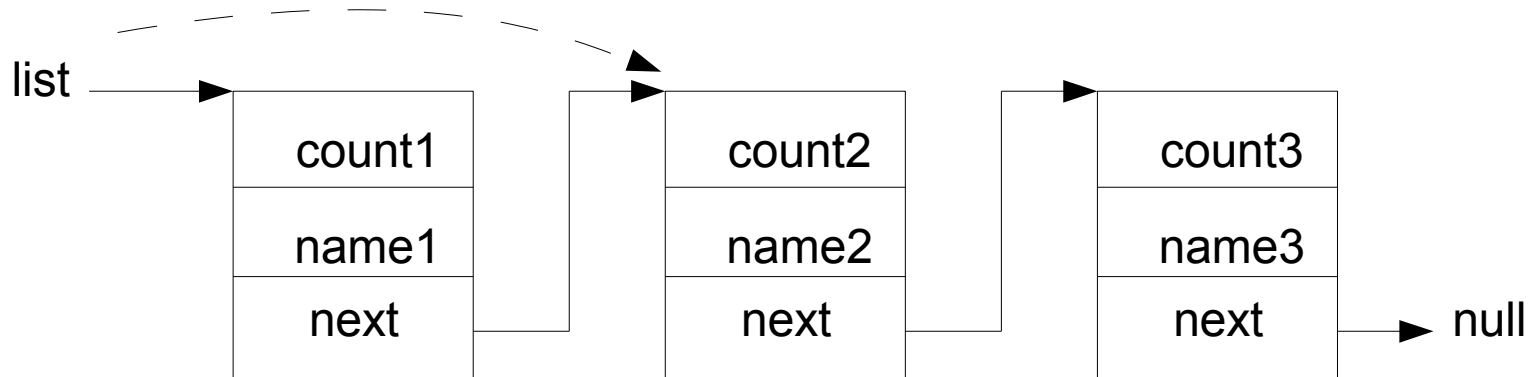 list
count1 count2 count3
name1 name2 name3
next next next null